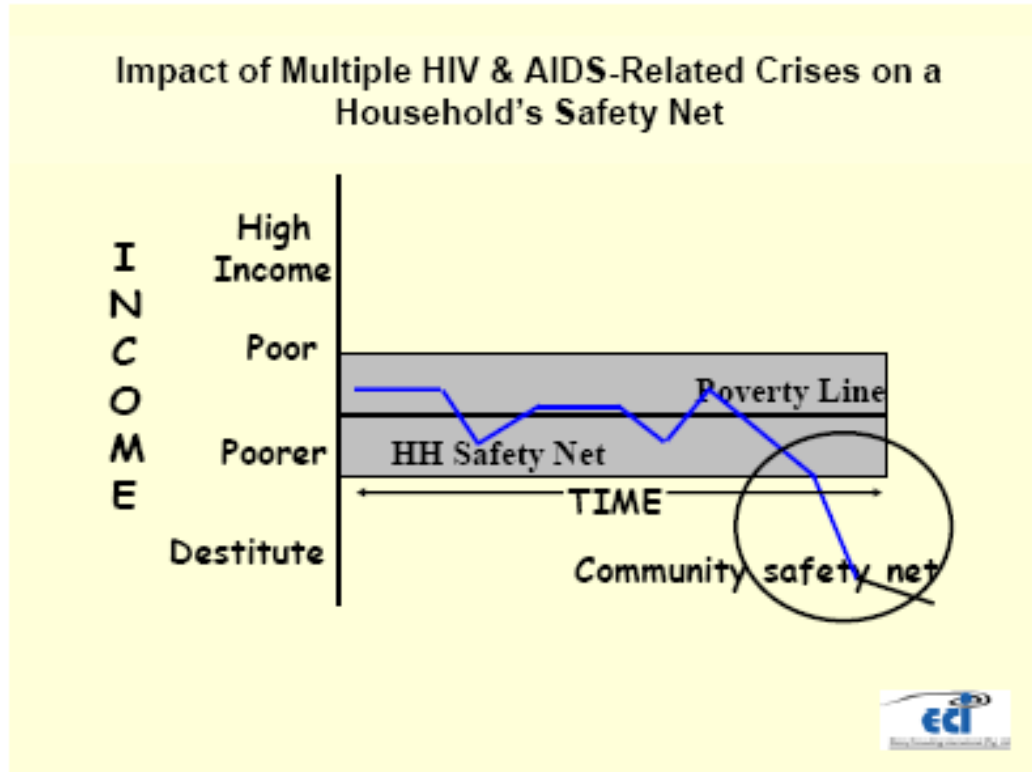 Impact of Multiple HIV & AIDS-Related Crises on a
Household's Safety Net
INCOME
High
Income
Poor
Poorer
Destitute
Poverty Line
HH Safety Net
TIME
Community safety net
eci